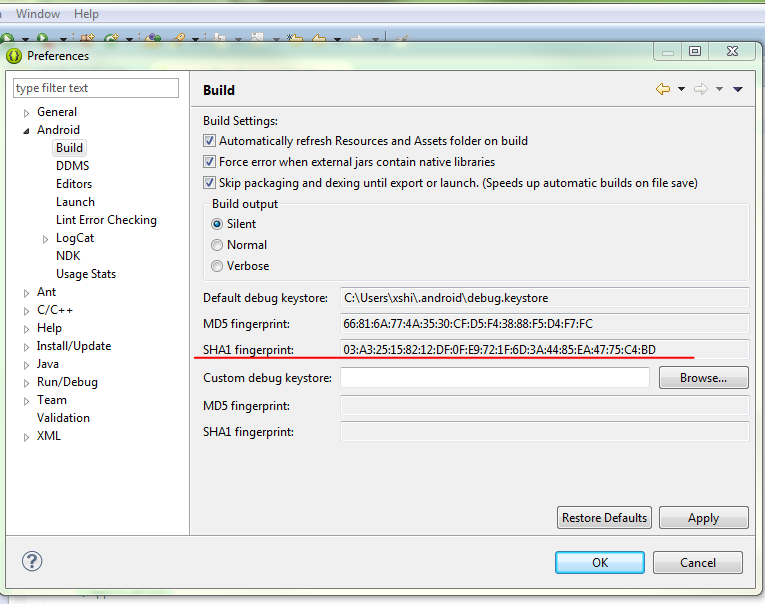 Window Help
Preferences
type filter text
General
Android
Build
DDMS
Editors
Launch
Lint Error Checking
LogCat
NDK
Usage Stats
Ant
C/C++
Help
Install/Update
Java
Run/Debug
Team
Validation
XML
Build
Build Settings:
Automatically refresh Resources and Assets folder on build
Force error when external jars contain native libraries
Skip packaging and dexing until export or launch. (Speeds up automatic builds on file save)
Build output
Silent
Normal
Verbose
Default debug keystore: C:\Users\xshi\.android\debug.keystore
MD5 fingerprint: 66:81:6A:77:4A:35:30:CF:D5:F4:38:88:F5:D4:F7:FC
SHA1 fingerprint: 03:A3:25:15:82:12:DF:0F:E9:72:1F:6D:3A:44:85:EA:47:75:C4:BD
Custom debug keystore: Browse...
MD5 fingerprint:
SHA1 fingerprint:
Restore Defaults Apply
? OK Cancel